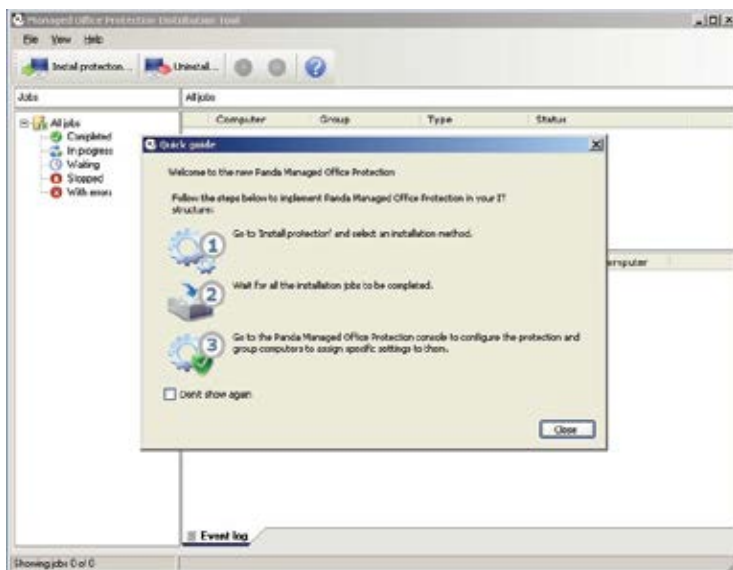 Managed Office Protection Distribution Tool
File View Help
Install protection... Uninstall...
Jobs
All jobs
All jobs
Completed
In progress
Waiting
Stopped
With errors
Computer Group Type Status
Quick guide
Welcome to the new Panda Managed Office Protection
Follow the steps below to implement Panda Managed Office Protection in your IT
structure:
1
Go to 'Install protection' and select an installation method.
2
Wait for all the installation jobs to be completed.
3
Go to the Panda Managed Office Protection console to configure the protection and
group computers to assign specific settings to them.
Don't show again
Close
omputer
Event log
Showing jobs 0 of 0